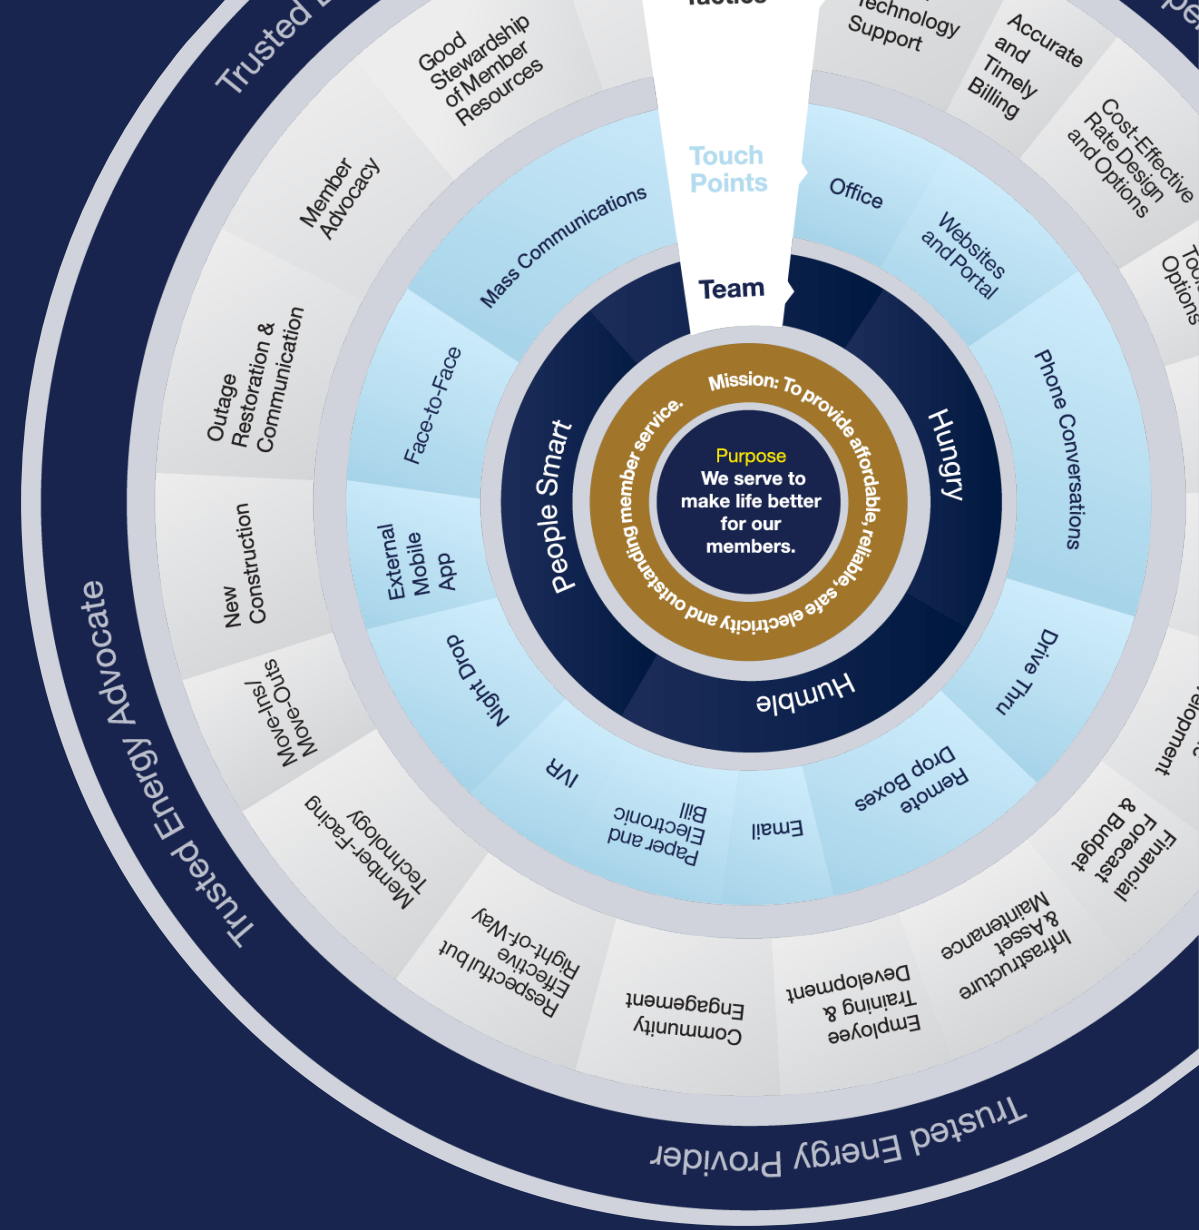 Tactics
Touch
Points
Team
Purpose
We serve to
make life better
for our
members.
Mission: To provide affordable, reliable, safe electricity and outstanding member service.
Hungry
Humble
People Smart
Office
Websites
and Portal
Phone Conversations
Drive Thru
Remote
Drop Boxes
Email
Paper and
Electronic
Bill
IVR
Night Drop
External
Mobile
App
Face-to-Face
Mass Communications
Technology
Support
Accurate
and
Timely
Billing
Cost-Effective
Rate Design
and Options
Options
Financial
Forecast
& Budget
Infrastructure
& Asset
Maintenance
Employee
Training &
Development
Community
Engagement
Respectful but
Effective
Right-of-Way
Member-Facing
Technology
Move-Ins/
Move-Outs
New
Construction
Outage
Restoration &
Communication
Member
Advocacy
Good
Stewardship
of Member
Resources
Trusted
Trusted Energy Advocate
Trusted Energy Provider